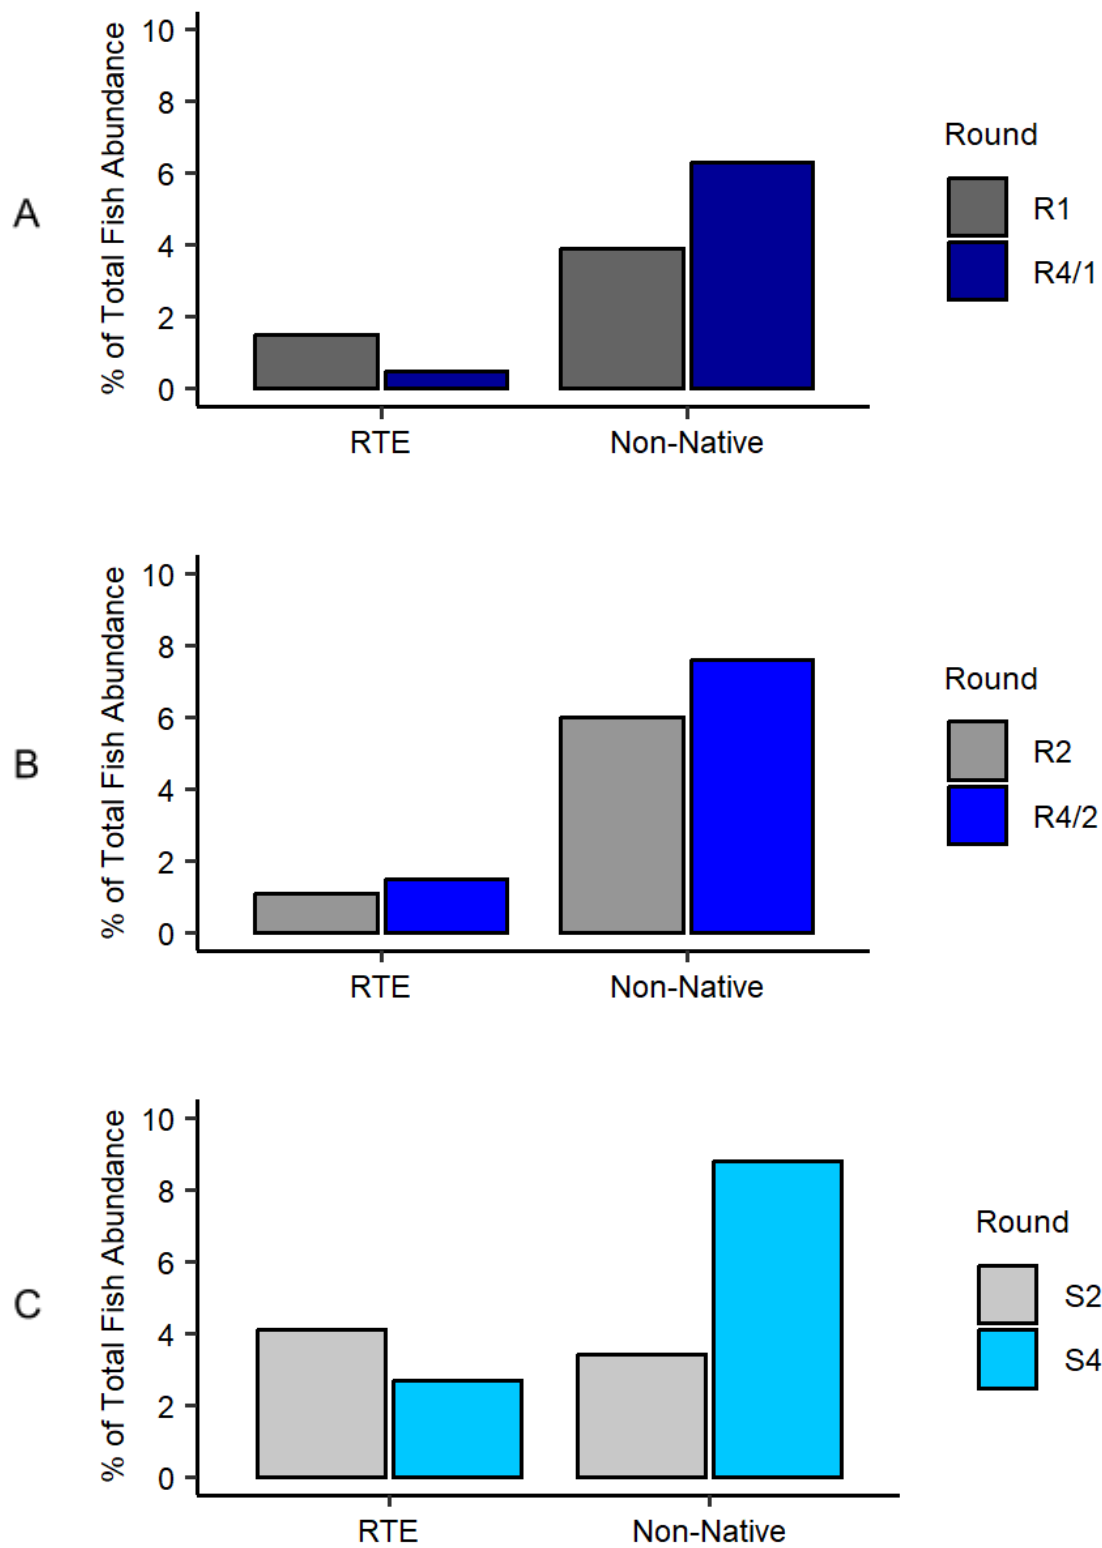 A
% of Total Fish Abundance
10
8
6
4
2
0
RTE Non-Native
Round
R1
R4/1
B
% of Total Fish Abundance
10
8
6
4
2
0
RTE Non-Native
Round
R2
R4/2
C
% of Total Fish Abundance
10
8
6
4
2
0
RTE Non-Native
Round
S2
S4